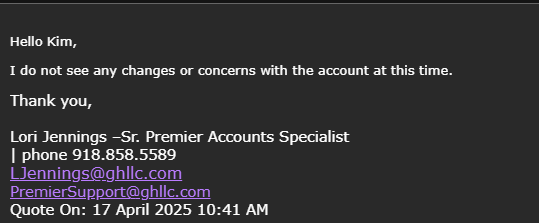 Hello Kim,
I do not see any changes or concerns with the account at this time.
Thank you,
Lori Jennings –Sr. Premier Accounts Specialist
| phone 918.858.5589
LJennings@ghllc.com
PremierSupport@ghllc.com
Quote On: 17 April 2025 10:41 AM